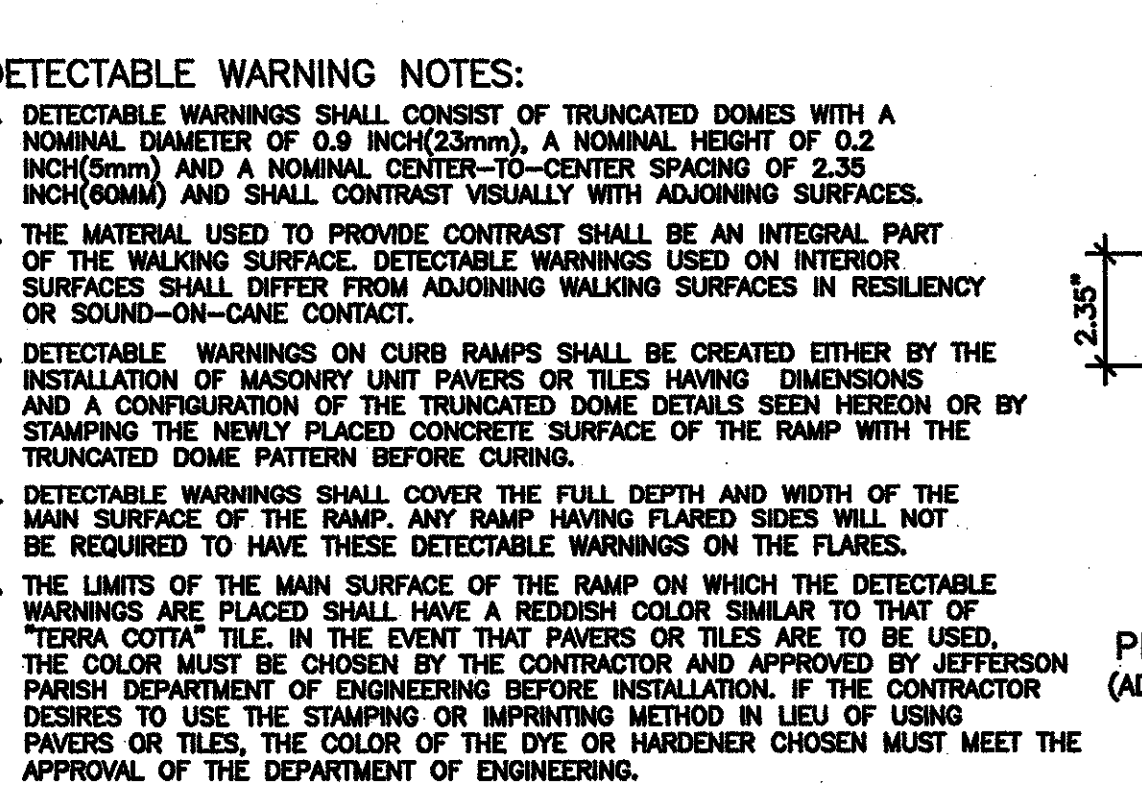 DETECTABLE WARNING NOTES:
. DETECTABLE WARNINGS SHALL CONSIST OF TRUNCATED DOMES WITH A
NOMINAL DIAMETER OF 0.9 INCH(23mm), A NOMINAL HEIGHT OF 0.2
INCH(5mm) AND A NOMINAL CENTER-TO-CENTER SPACING OF 2.35
INCH(60MM) AND SHALL CONTRAST VISUALLY WITH ADJOINING SURFACES.
. THE MATERIAL USED TO PROVIDE CONTRAST SHALL BE AN INTEGRAL PART
OF THE WALKING SURFACE. DETECTABLE WARNINGS USED ON INTERIOR
SURFACES SHALL DIFFER FROM ADJOINING WALKING SURFACES IN RESILIENCY
OR SOUND-ON-CANE CONTACT.
. DETECTABLE WARNINGS ON CURB RAMPS SHALL BE CREATED EITHER BY THE
INSTALLATION OF MASONRY UNIT PAVERS OR TILES HAVING DIMENSIONS
AND A CONFIGURATION OF THE TRUNCATED DOME DETAILS SEEN HEREON OR BY
STAMPING THE NEWLY PLACED CONCRETE SURFACE OF THE RAMP WITH THE
TRUNCATED DOME PATTERN BEFORE CURING.
. DETECTABLE WARNINGS SHALL COVER THE FULL DEPTH AND WIDTH OF THE
MAIN SURFACE OF THE RAMP. ANY RAMP HAVING FLARED SIDES WILL NOT
BE REQUIRED TO HAVE THESE DETECTABLE WARNINGS ON THE FLARES.
. THE LIMITS OF THE MAIN SURFACE OF THE RAMP ON WHICH THE DETECTABLE
WARNINGS ARE PLACED SHALL HAVE A REDDISH COLOR SIMILAR TO THAT OF
"TERRA COTTA" TILE. IN THE EVENT THAT PAVERS OR TILES ARE TO BE USED,
THE COLOR MUST BE CHOSEN BY THE CONTRACTOR AND APPROVED BY JEFFERSON
PARISH DEPARTMENT OF ENGINEERING BEFORE INSTALLATION. IF THE CONTRACTOR
DESIRES TO USE THE STAMPING OR IMPRINTING METHOD IN LIEU OF USING
PAVERS OR TILES, THE COLOR OF THE DYE OR HARDENER CHOSEN MUST MEET THE
APPROVAL OF THE DEPARTMENT OF ENGINEERING.
2.35"